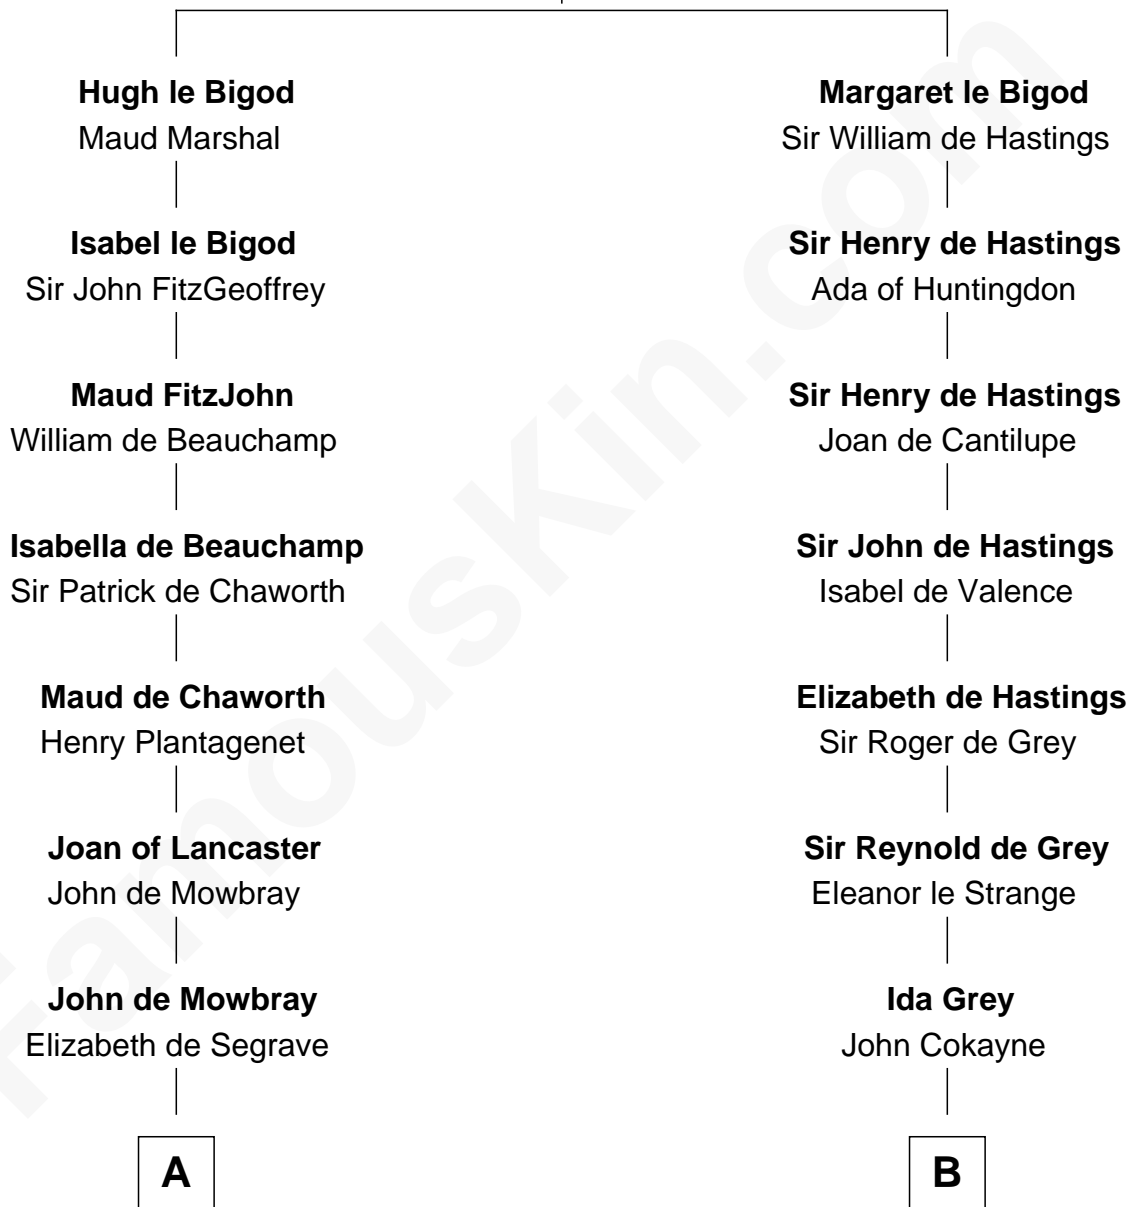 Hugh le Bigod
Maud Marshal
Isabel le Bigod
Sir John FitzGeoffrey
Maud FitzJohn
William de Beauchamp
Isabella de Beauchamp
Sir Patrick de Chaworth
Maud de Chaworth
Henry Plantagenet
Joan of Lancaster
John de Mowbray
John de Mowbray
Elizabeth de Segrave
A
Margaret le Bigod
Sir William de Hastings
Sir Henry de Hastings
Ada of Huntingdon
Sir Henry de Hastings
Joan de Cantilupe
Sir John de Hastings
Isabel de Valence
Elizabeth de Hastings
Sir Roger de Grey
Sir Reynold de Grey
Eleanor le Strange
Ida Grey
John Cokayne
B
FamousKin.com